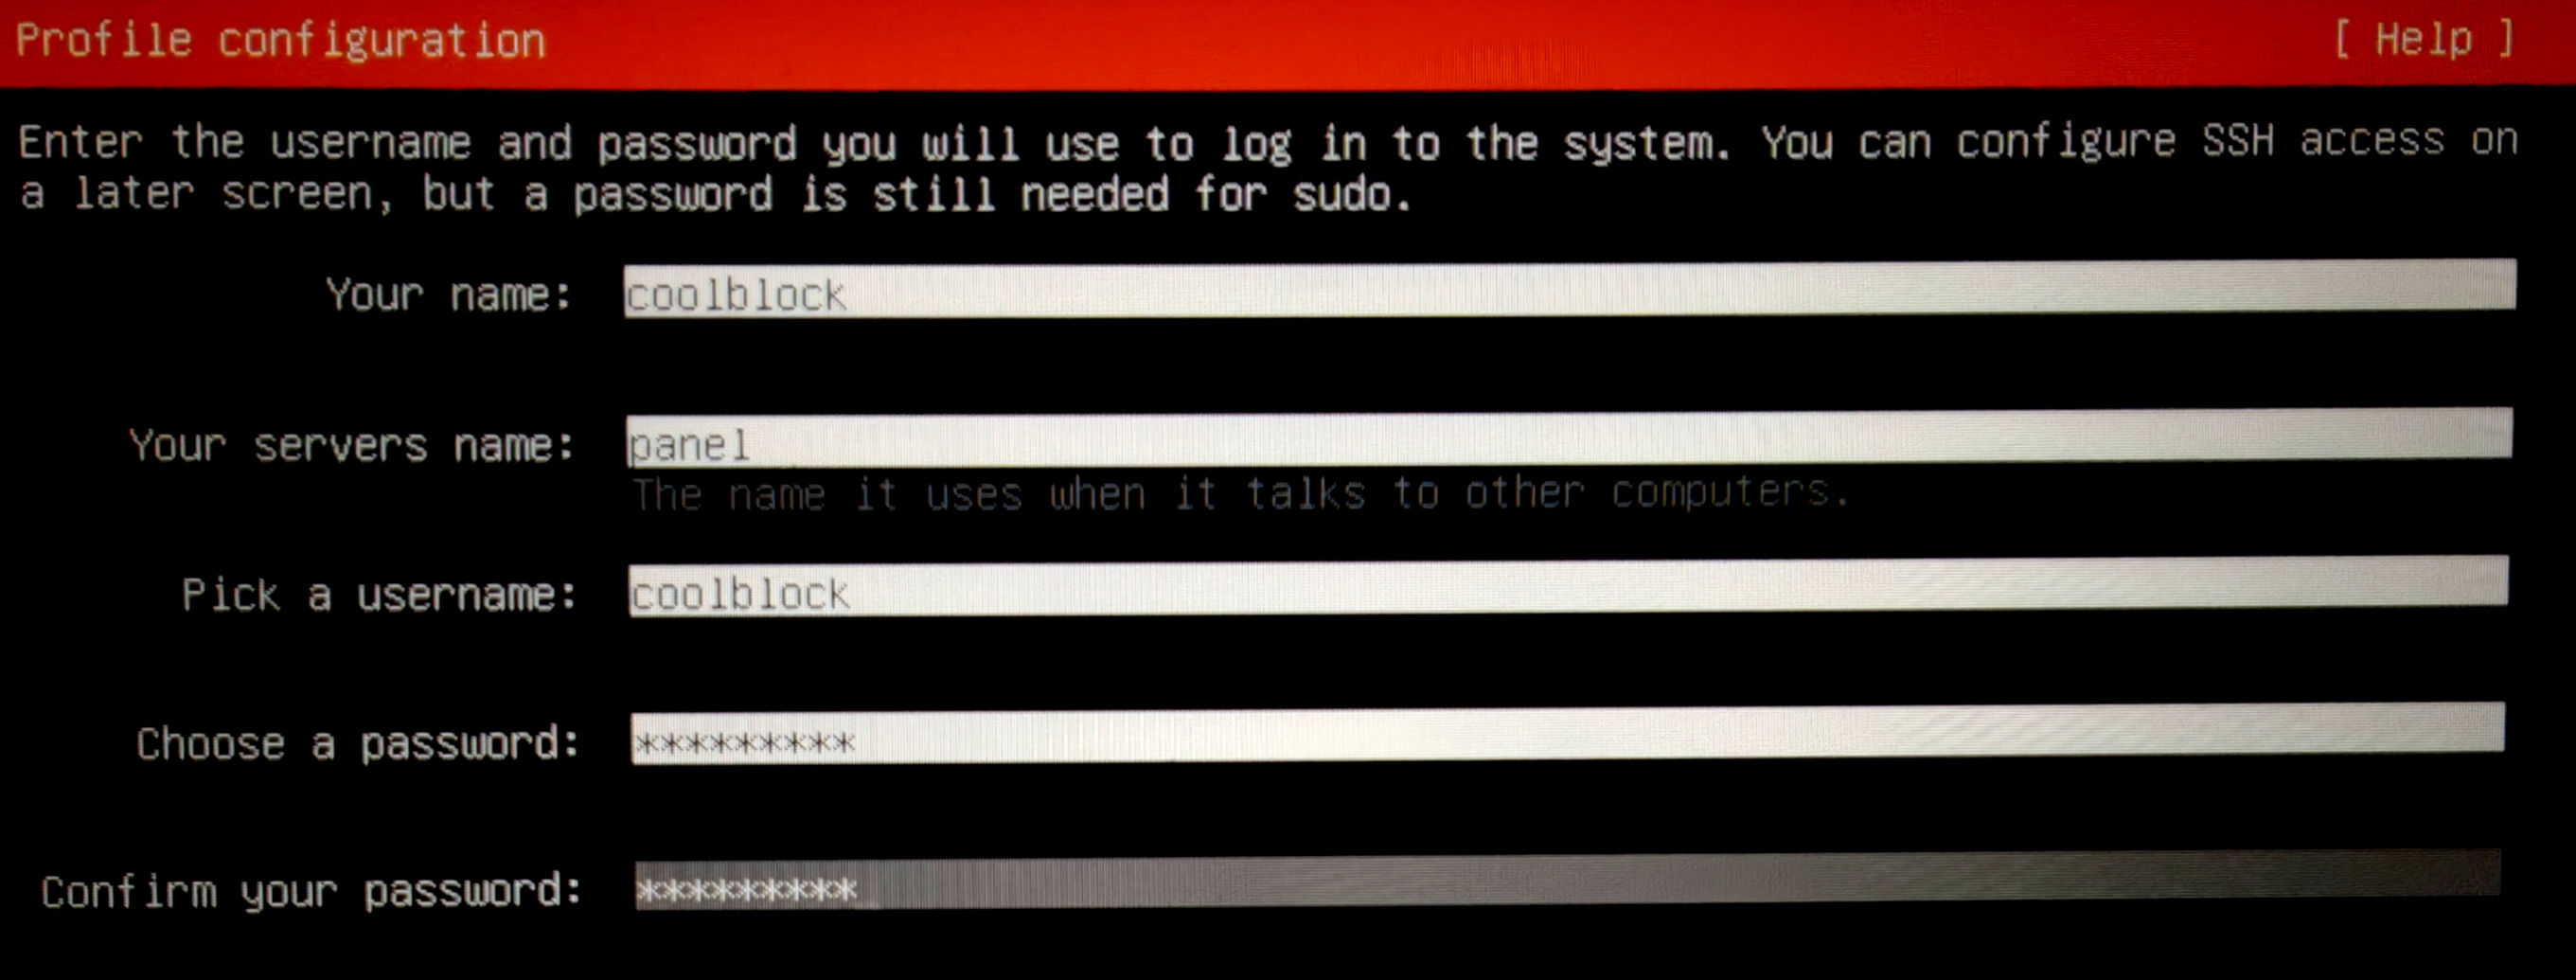 Profile configuration [ Help ]
Enter the username and password you will use to log in to the system. You can configure SSH access on
a later screen, but a password is still needed for sudo.
Your name: coolblock
Your servers name: panel
The name it uses when it talks to other computers.
Pick a username: coolblock
Choose a password: *********
Confirm your password: *********